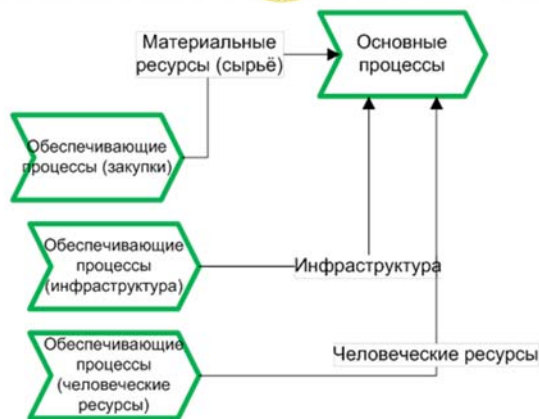 Материальные
ресурсы (сырьё)
Основные
процессы
Обеспечивающие
процессы (закупки)
Обеспечивающие
процессы
(инфраструктура)
Инфраструктура
Обеспечивающие
процессы
(человеческие
ресурсы)
Человеческие ресурсы